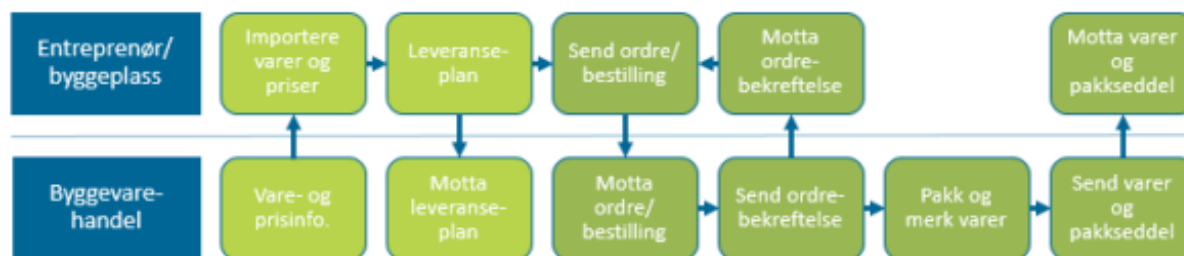 Entreprenør/
byggeplass
Importere
varer og
priser
Leveranse-
plan
Send ordre/
bestilling
Motta
ordre-
bekreftelse
Motta varer
og
pakkseddel
Byggevare-
handel
Vare- og
prisinfo.
Motta
leveranse-
plan
Motta
ordre/
bestilling
Send ordre-
bekreftelse
Pakk og
merk varer
Send varer
og
pakkseddel